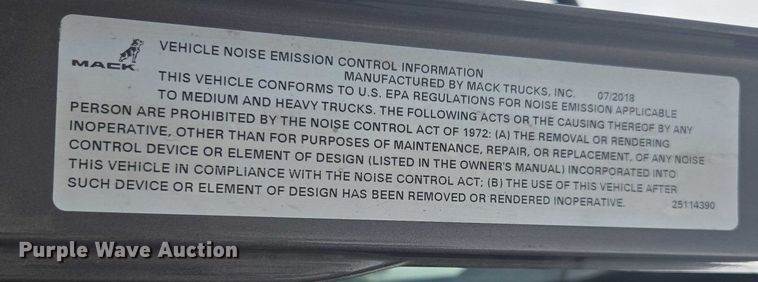 MACK
VEHICLE NOISE EMISSION CONTROL INFORMATION
MANUFACTURED BY MACK TRUCKS, INC. 07/2018
THIS VEHICLE CONFORMS TO U.S. EPA REGULATIONS FOR NOISE EMISSION APPLICABLE
TO MEDIUM AND HEAVY TRUCKS. THE FOLLOWING ACTS OR THE CAUSING THEREOF BY ANY
PERSON ARE PROHIBITED BY THE NOISE CONTROL ACT OF 1972: (A) THE REMOVAL OR RENDERING
INOPERATIVE, OTHER THAN FOR PURPOSES OF MAINTENANCE, REPAIR, OR REPLACEMENT, OF ANY NOISE
CONTROL DEVICE OR ELEMENT OF DESIGN (LISTED IN THE OWNER'S MANUAL) INCORPORATED INTO
THIS VEHICLE IN COMPLIANCE WITH THE NOISE CONTROL ACT; (B) THE USE OF THIS VEHICLE AFTER
SUCH DEVICE OR ELEMENT OF DESIGN HAS BEEN REMOVED OR RENDERED INOPERATIVE. 25114390
Purple Wave Auction